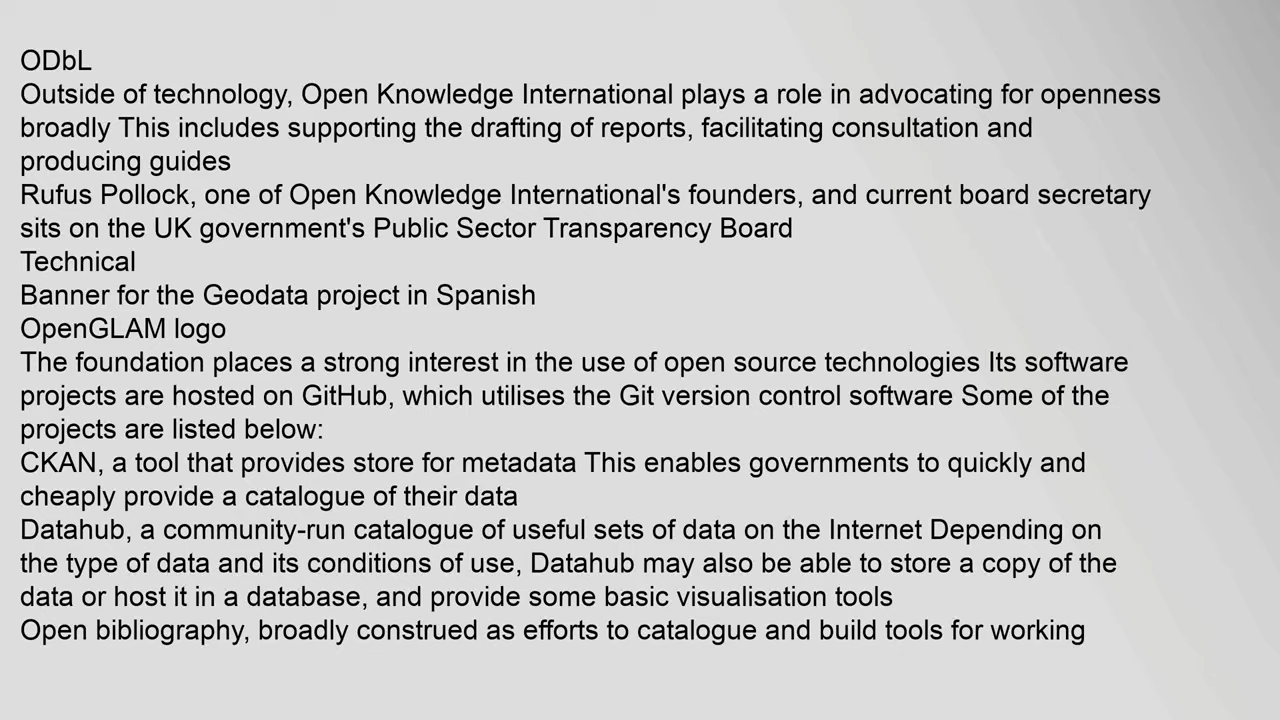 ODbL
Outside of technology, Open Knowledge International plays a role in advocating for openness
broadly This includes supporting the drafting of reports, facilitating consultation and
producing guides
Rufus Pollock, one of Open Knowledge International's founders, and current board secretary
sits on the UK government's Public Sector Transparency Board
Technical
Banner for the Geodata project in Spanish
OpenGLAM logo
The foundation places a strong interest in the use of open source technologies Its software
projects are hosted on GitHub, which utilises the Git version control software Some of the
projects are listed below:
CKAN, a tool that provides store for metadata This enables governments to quickly and
cheaply provide a catalogue of their data
Datahub, a community-run catalogue of useful sets of data on the Internet Depending on
the type of data and its conditions of use, Datahub may also be able to store a copy of the
data or host it in a database, and provide some basic visualisation tools
Open bibliography, broadly construed as efforts to catalogue and build tools for working